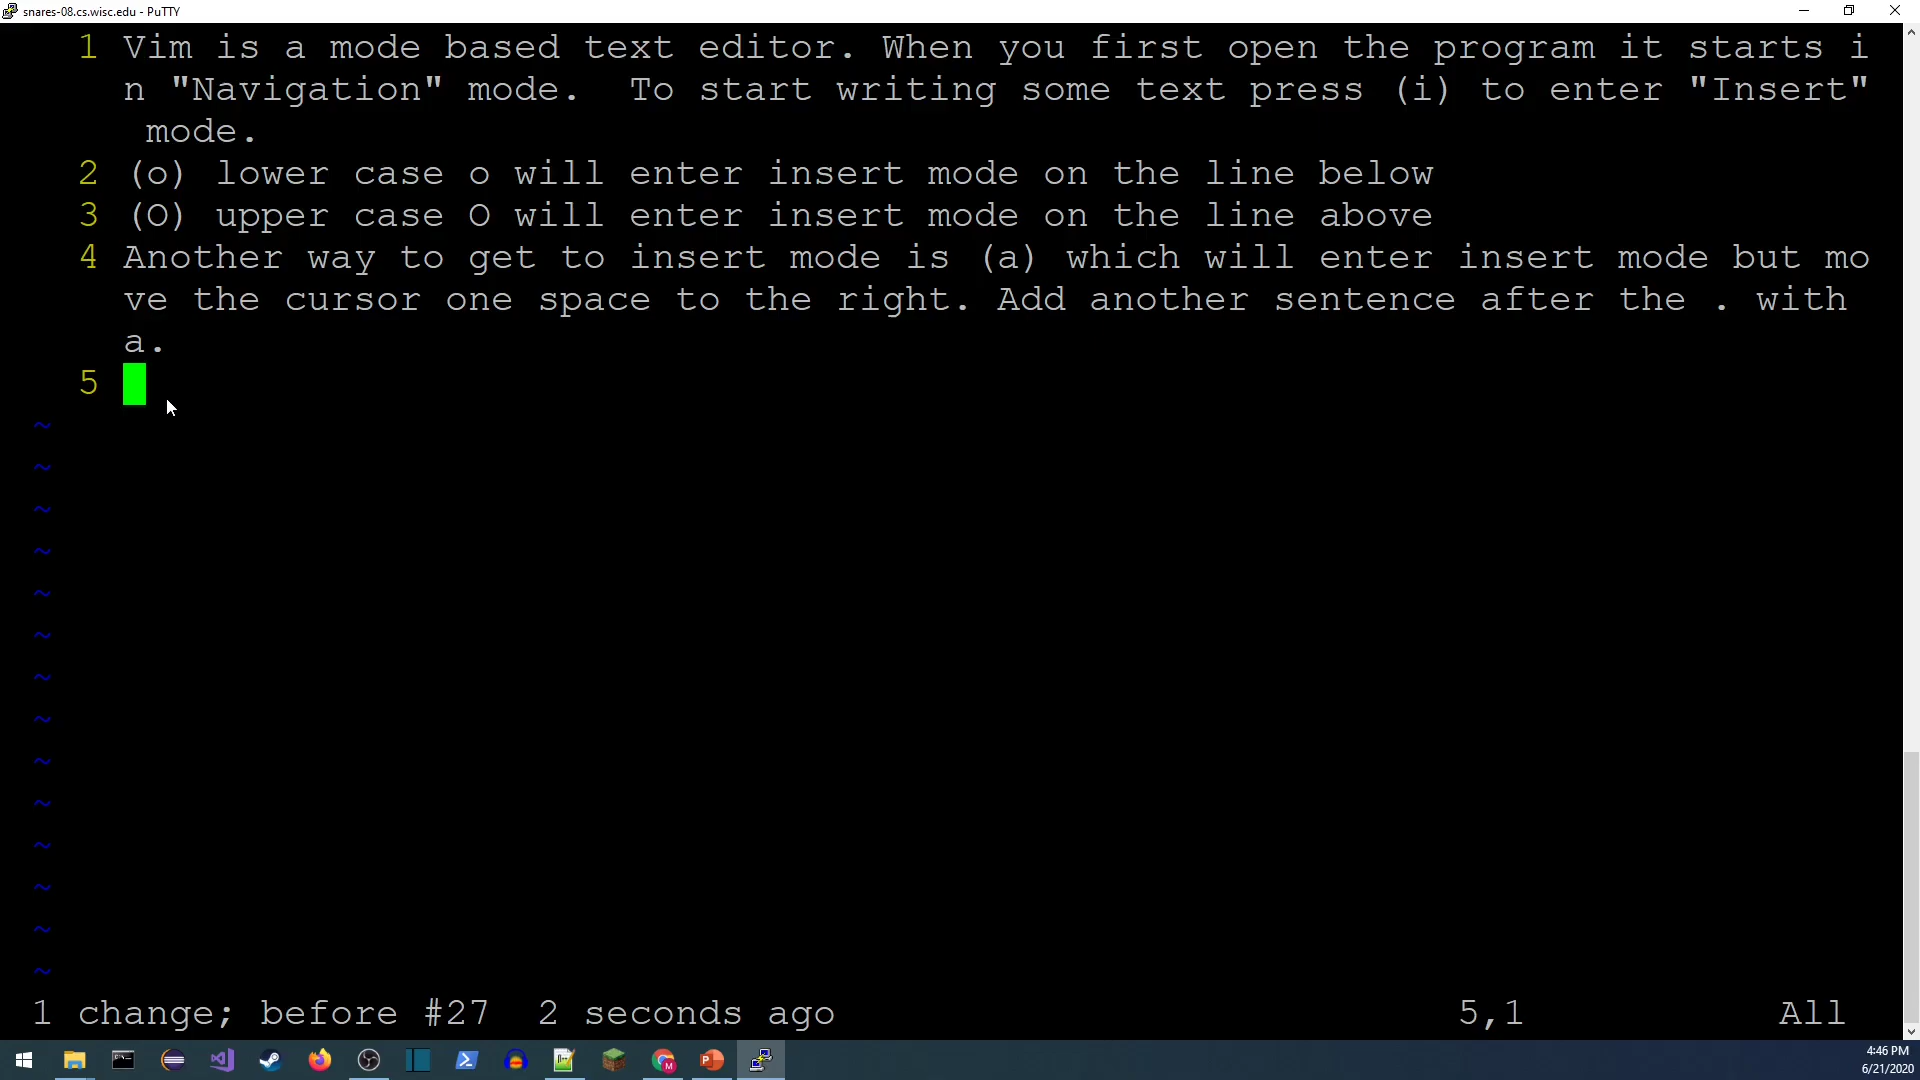 snares-08.cs.wisc.edu - PuTTY
1 Vim is a mode based text editor. When you first open the program it starts i
n "Navigation" mode.  To start writing some text press (i) to enter "Insert"
 mode.
2 (o) lower case o will enter insert mode on the line below
3 (O) upper case O will enter insert mode on the line above
4 Another way to get to insert mode is (a) which will enter insert mode but mo
ve the cursor one space to the right. Add another sentence after the . with
a.
5
~
~
~
~
~
~
~
~
~
~
~
~
~
~
1 change; before #27  2 seconds ago 5,1 All
4:46 PM
6/21/2020